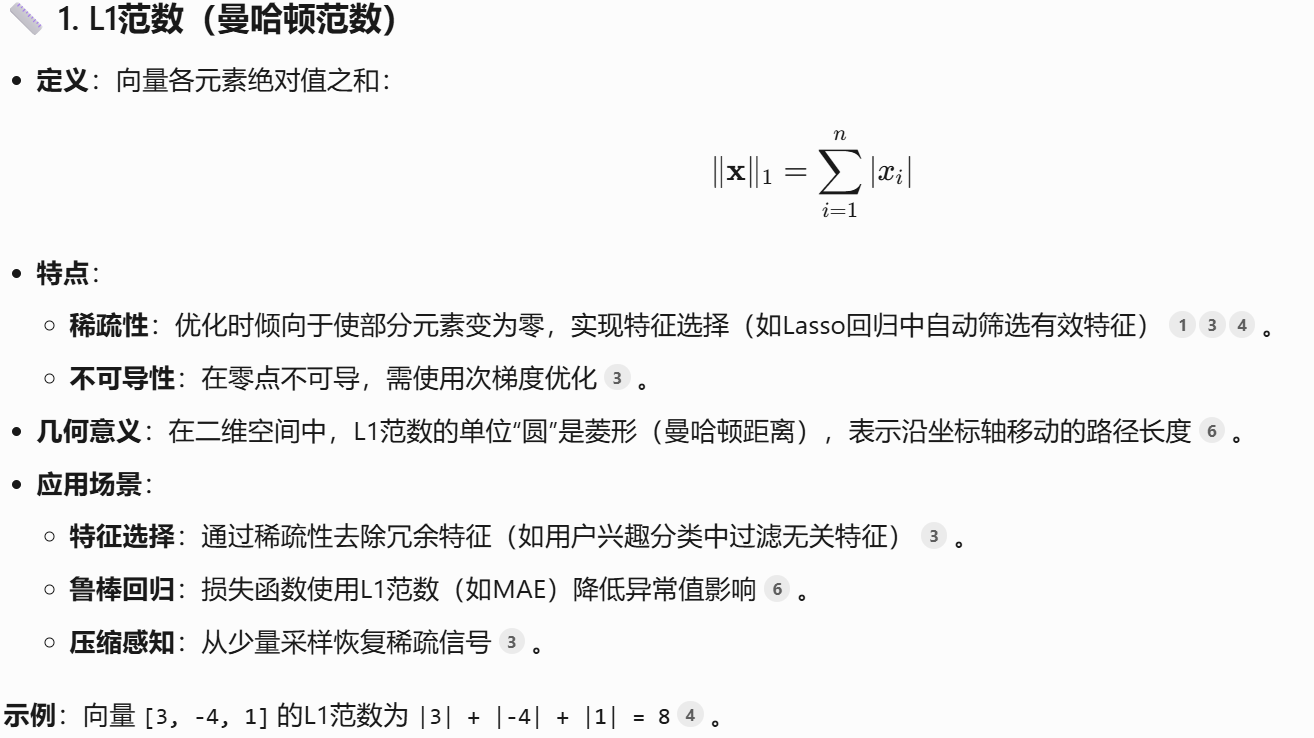 📏 1. L1范数（曼哈顿范数）
• 定义：向量各元素绝对值之和：
‖𝐱‖₁ = ∑ᵢ₌₁ⁿ |xᵢ|
• 特点：
◦ 稀疏性：优化时倾向于使部分元素变为零，实现特征选择（如Lasso回归中自动筛选有效特征） 1 3 4 。
◦ 不可导性：在零点不可导，需使用次梯度优化 3 。
• 几何意义：在二维空间中，L1范数的单位“圆”是菱形（曼哈顿距离），表示沿坐标轴移动的路径长度 6 。
• 应用场景：
◦ 特征选择：通过稀疏性去除冗余特征（如用户兴趣分类中过滤无关特征） 3 。
◦ 鲁棒回归：损失函数使用L1范数（如MAE）降低异常值影响 6 。
◦ 压缩感知：从少量采样恢复稀疏信号 3 。
示例：向量 [3, -4, 1] 的L1范数为 |3| + |-4| + |1| = 8 4 。